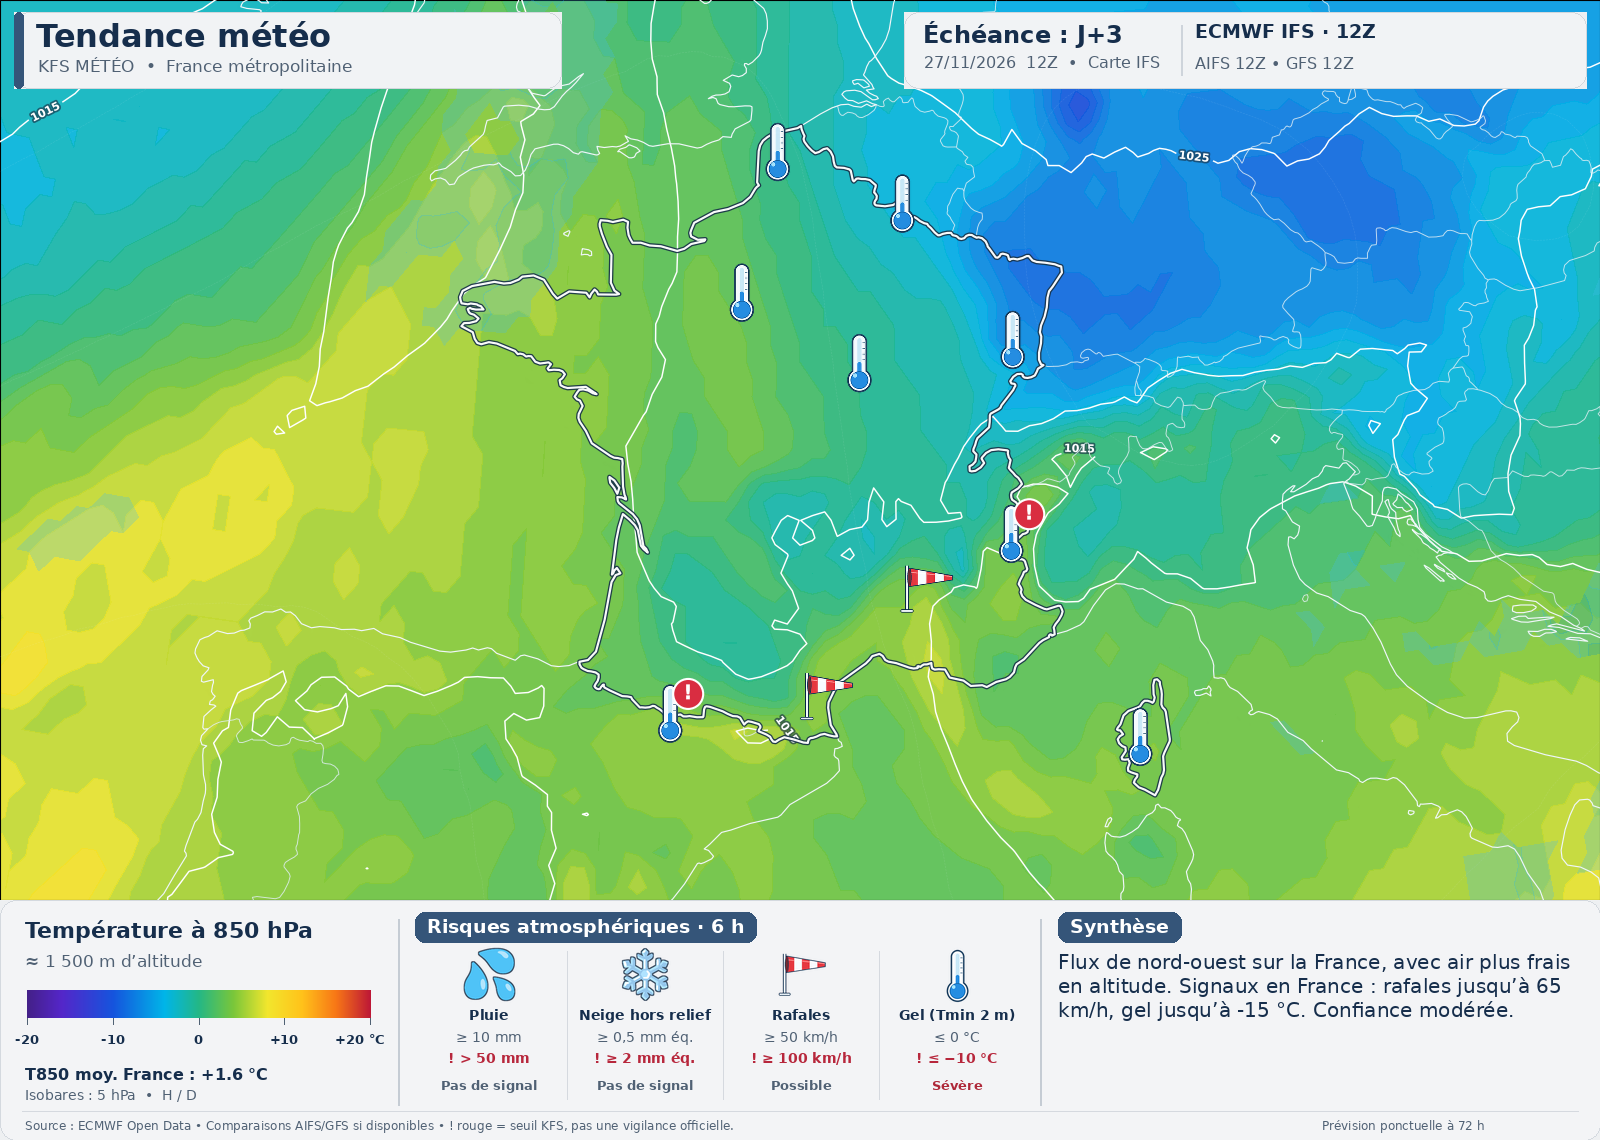 Tendance météo
KFS MÉTÉO • France métropolitaine
Échéance : J+3
27/11/2026 12Z • Carte IFS
ECMWF IFS · 12Z
AIFS 12Z • GFS 12Z
1015
1025
1015
!
!
Température à 850 hPa
≈ 1 500 m d’altitude
-20 -10 0 +10 +20 °C
T850 moy. France : +1.6 °C
Isobares : 5 hPa • H / D
Risques atmosphériques · 6 h
Pluie
≥ 10 mm
! > 50 mm
Pas de signal
Neige hors relief
≥ 0,5 mm éq.
! ≥ 2 mm éq.
Pas de signal
Rafales
≥ 50 km/h
! ≥ 100 km/h
Possible
Gel (Tmin 2 m)
≤ 0 °C
! ≤ −10 °C
Sévère
Synthèse
Flux de nord-ouest sur la France, avec air plus frais
en altitude. Signaux en France : rafales jusqu’à 65
km/h, gel jusqu’à -15 °C. Confiance modérée.
Source : ECMWF Open Data • Comparaisons AIFS/GFS si disponibles • ! rouge = seuil KFS, pas une vigilance officielle.
Prévision ponctuelle à 72 h